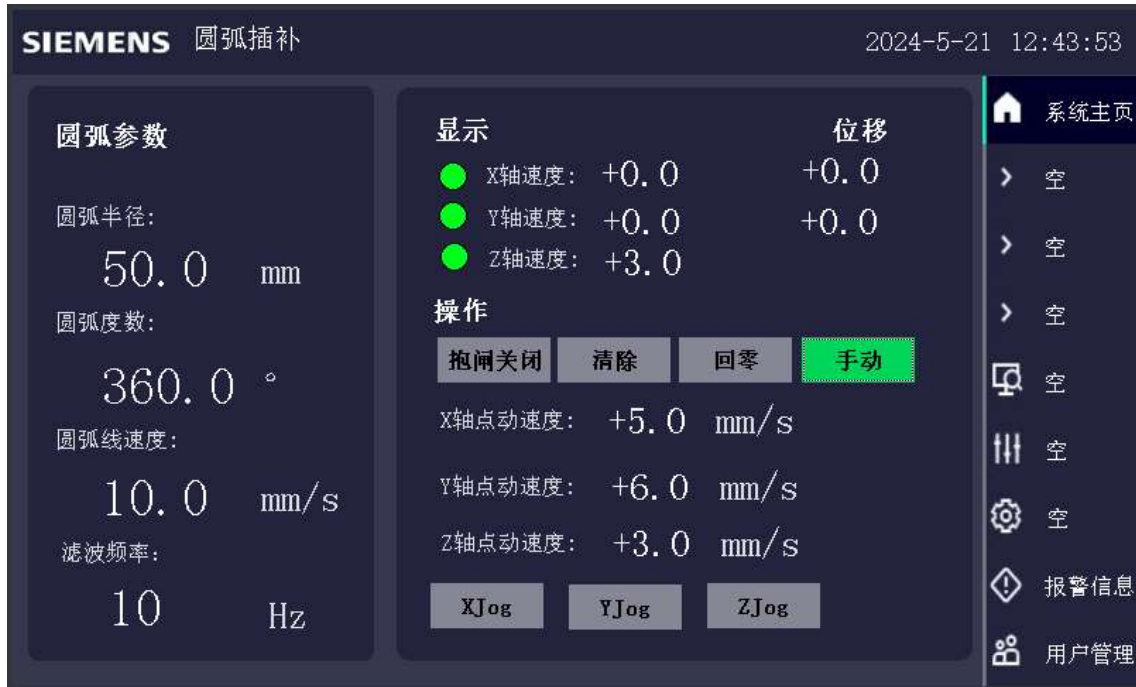 SIEMENS 圆弧插补 2024-5-21 12:43:53
圆弧参数
圆弧半径:
50.0 mm
圆弧度数:
360.0 °
圆弧线速度:
10.0 mm/s
滤波频率:
10 Hz
显示 位移
X轴速度: +0.0 +0.0
Y轴速度: +0.0 +0.0
Z轴速度: +3.0
操作
抱闸关闭 清除 回零 手动
X轴点动速度: +5.0 mm/s
Y轴点动速度: +6.0 mm/s
Z轴点动速度: +3.0 mm/s
XJog YJog ZJog
系统主页
空
空
空
空
空
空
报警信息
用户管理